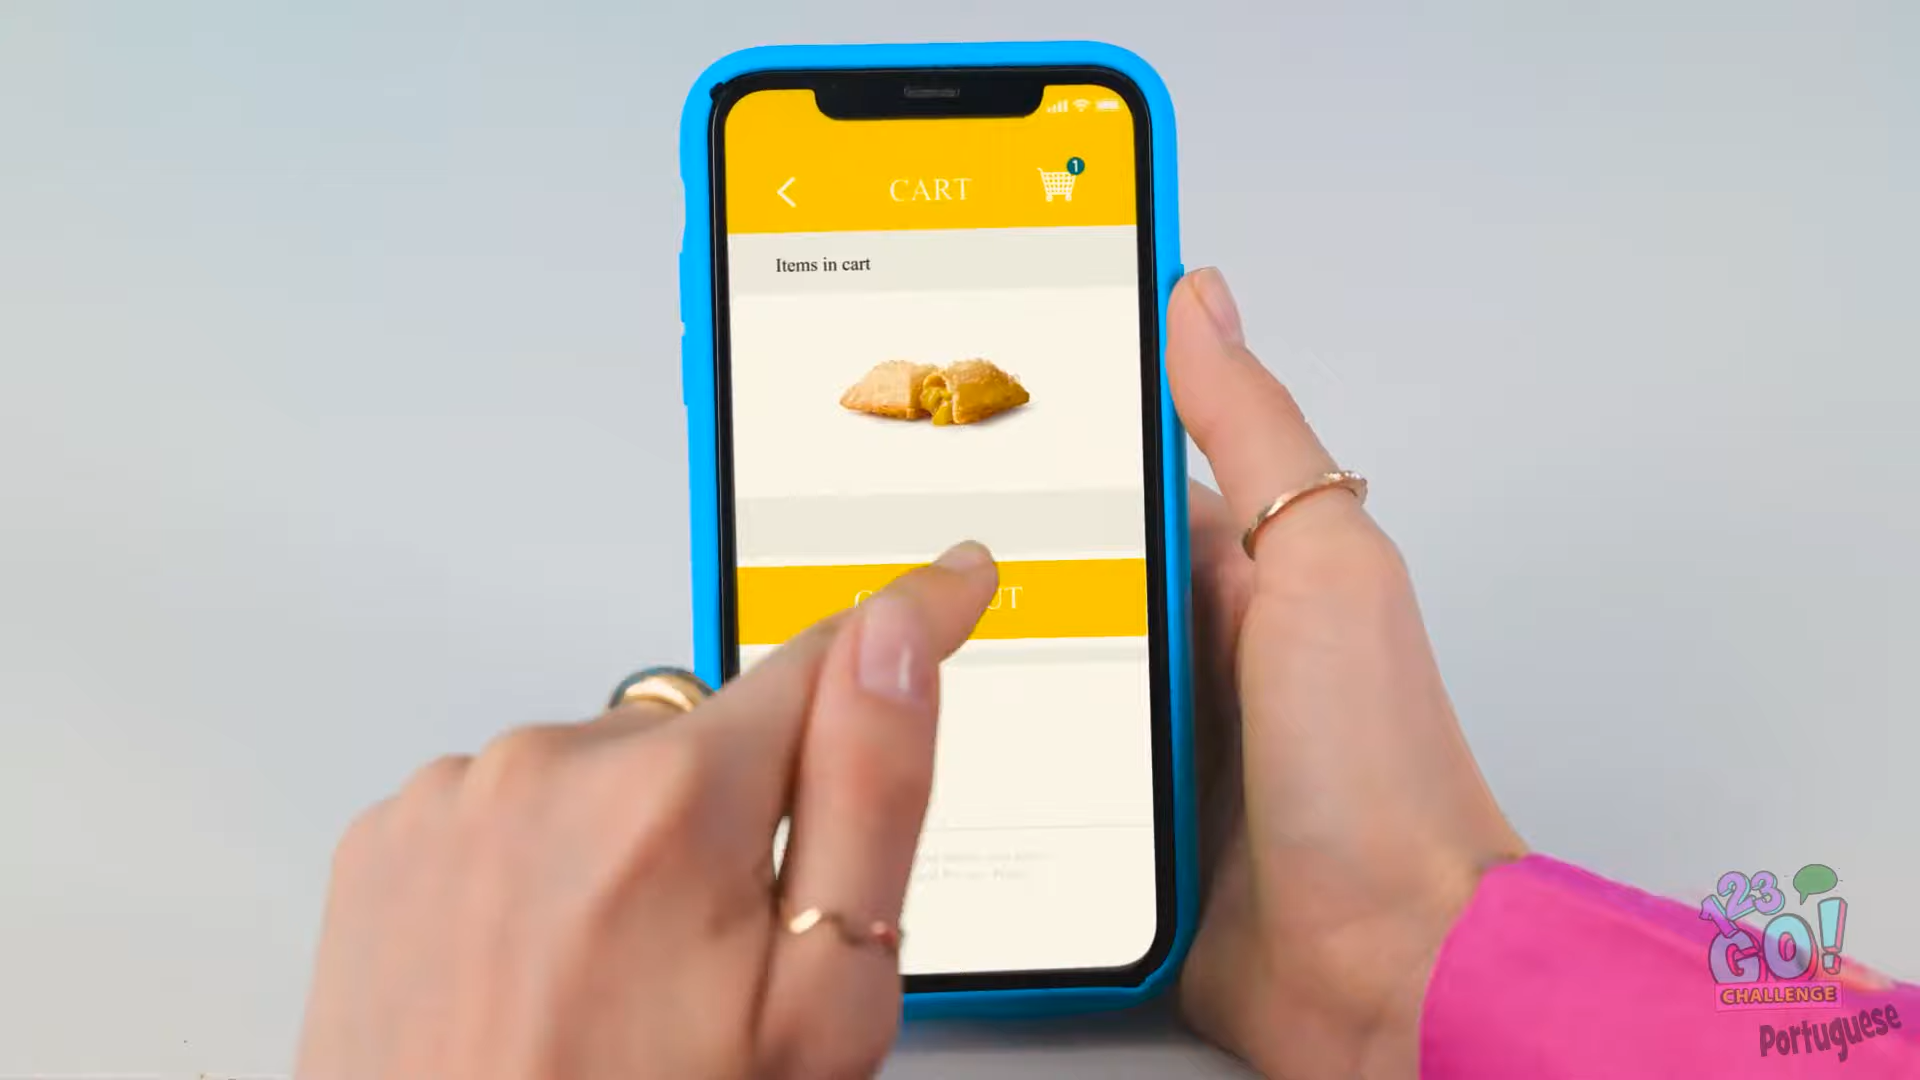 CART
1
Items in cart
123
GO!
CHALLENGE
Portuguese